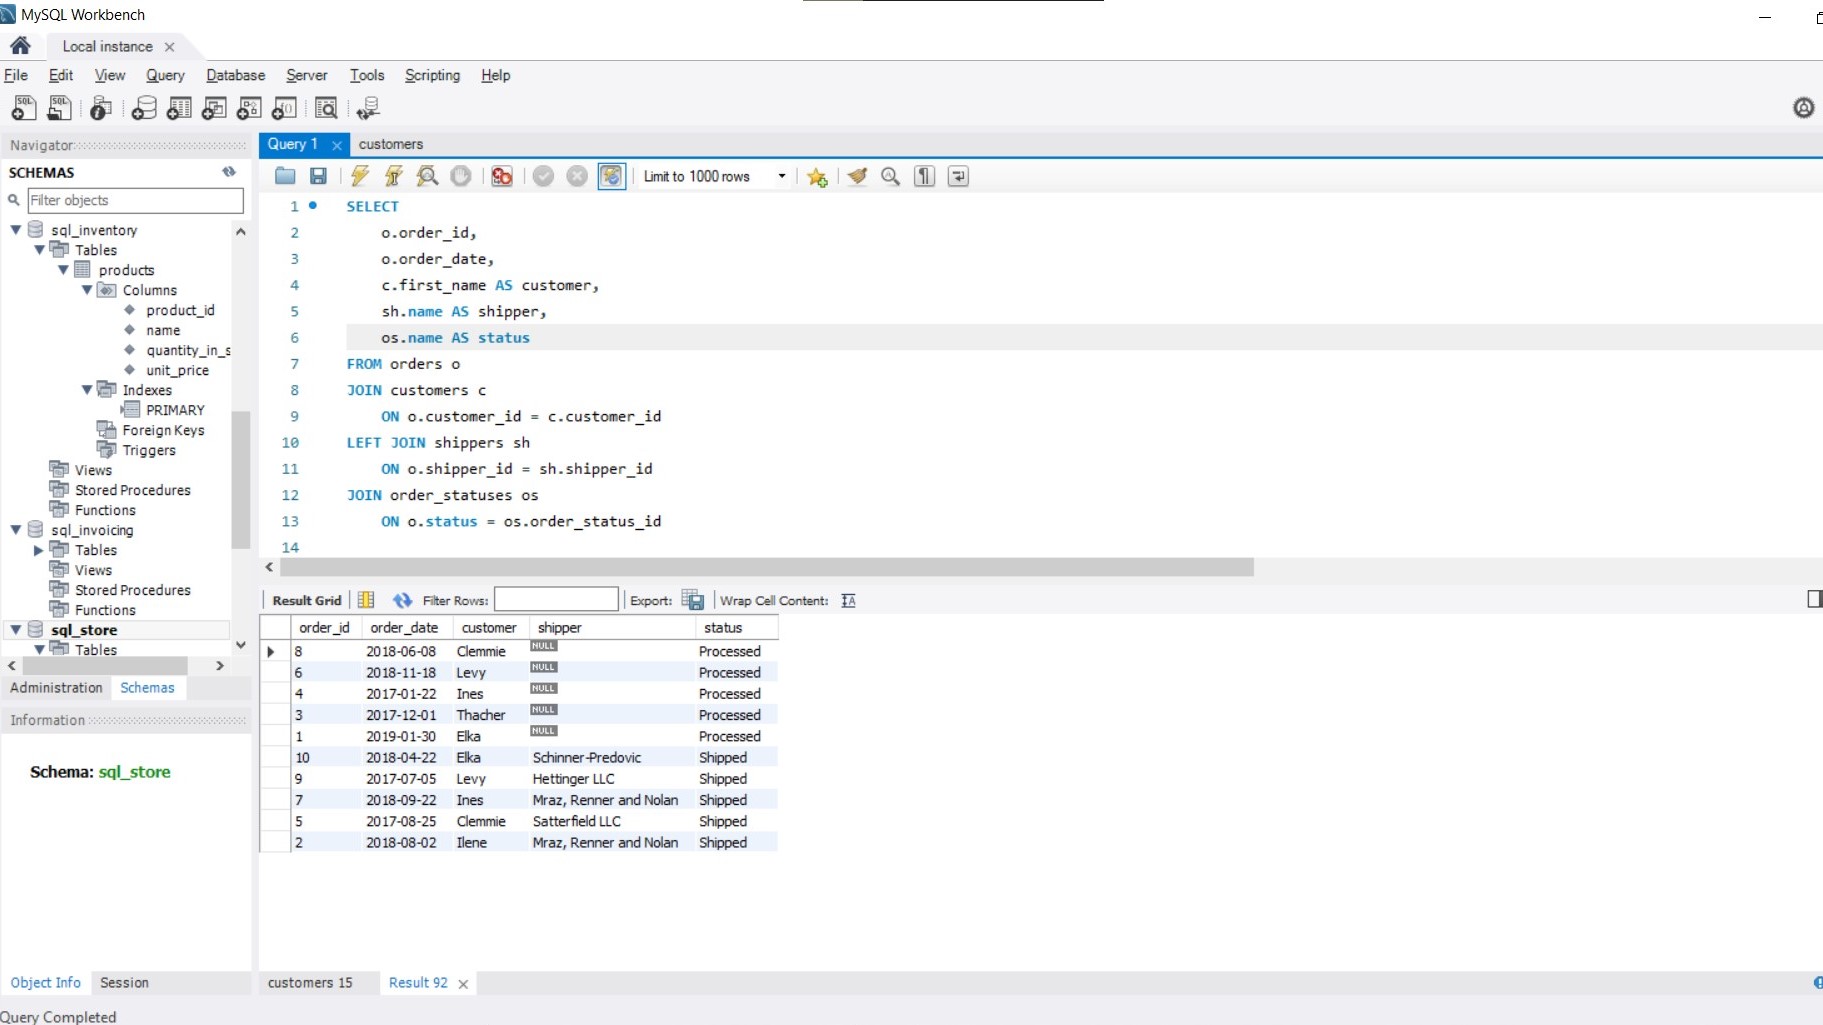 MySQL Workbench
Local instance
File Edit View Query Database Server Tools Scripting Help
Navigator
SCHEMAS
Filter objects
sql_inventory
Tables
products
Columns
product_id
name
quantity_in_s
unit_price
Indexes
PRIMARY
Foreign Keys
Triggers
Views
Stored Procedures
Functions
sql_invoicing
Tables
Views
Stored Procedures
Functions
sql_store
Tables
Administration Schemas
Information
Schema: sql_store
Object Info Session
Query Completed
Query 1 customers
Limit to 1000 rows
1 SELECT
2 o.order_id,
3 o.order_date,
4 c.first_name AS customer,
5 sh.name AS shipper,
6 os.name AS status
7 FROM orders o
8 JOIN customers c
9 ON o.customer_id = c.customer_id
10 LEFT JOIN shippers sh
11 ON o.shipper_id = sh.shipper_id
12 JOIN order_statuses os
13 ON o.status = os.order_status_id
14
Result Grid Filter Rows: Export: Wrap Cell Content: IA
order_id order_date customer shipper status
8 2018-06-08 Clemmie NULL Processed
6 2018-11-18 Levy NULL Processed
4 2017-01-22 Ines NULL Processed
3 2017-12-01 Thacher NULL Processed
1 2019-01-30 Elka NULL Processed
10 2018-04-22 Elka Schinner-Predovic Shipped
9 2017-07-05 Levy Hettinger LLC Shipped
7 2018-09-22 Ines Mraz, Renner and Nolan Shipped
5 2017-08-25 Clemmie Satterfield LLC Shipped
2 2018-08-02 Ilene Mraz, Renner and Nolan Shipped
customers 15 Result 92